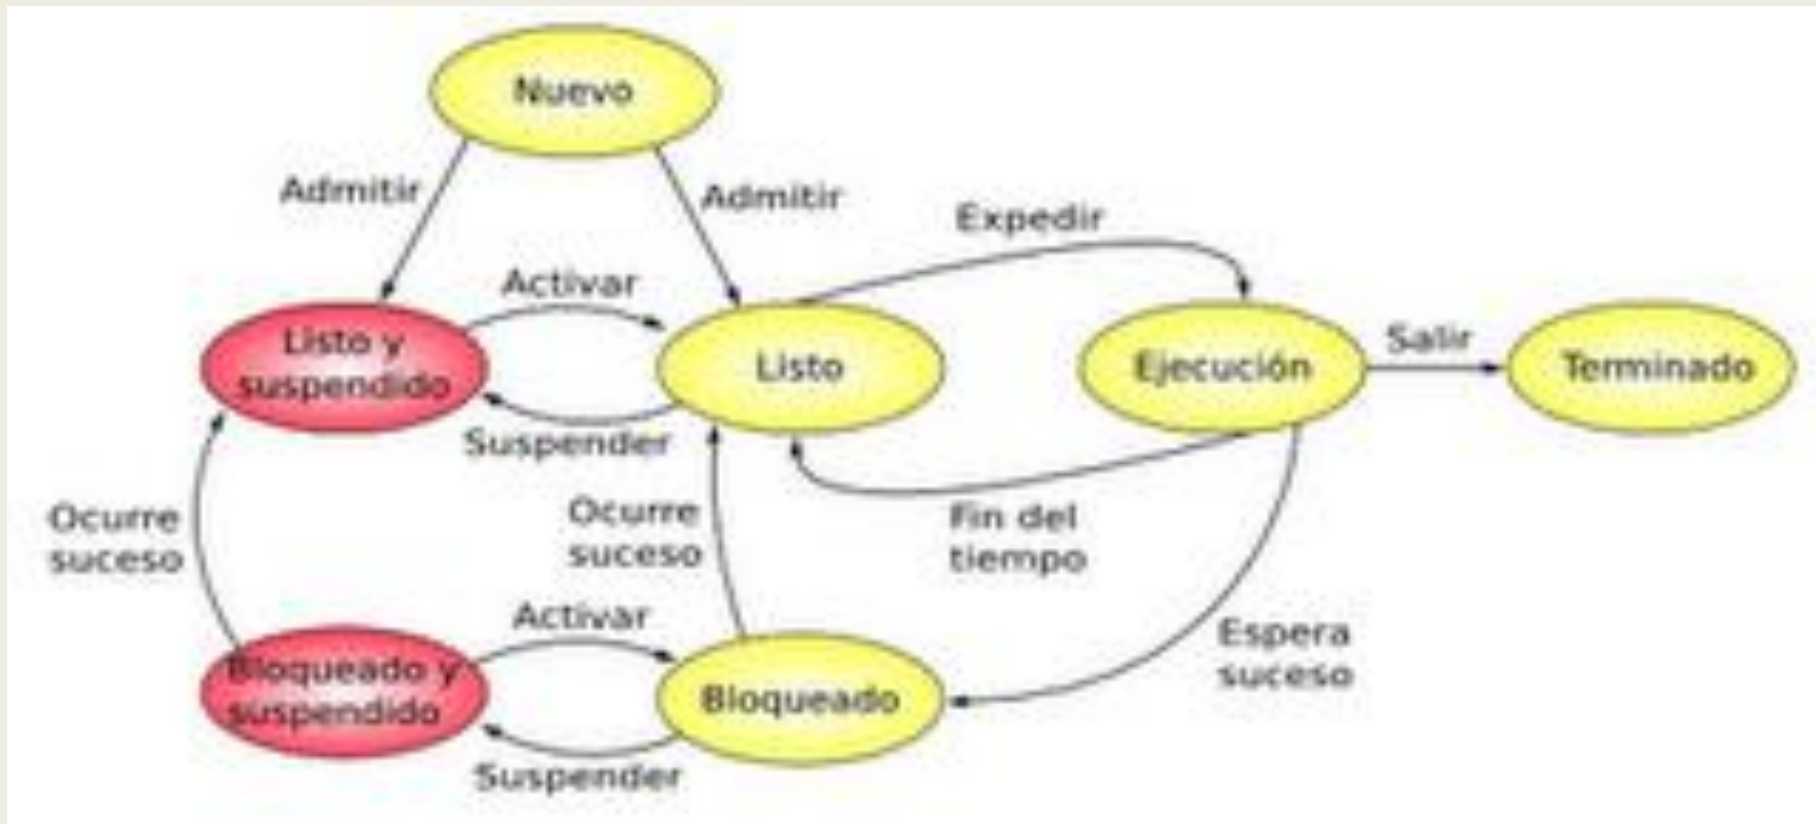 Nuevo
Admitir
Admitir
Expedir
Activar
Listo y
suspendido
Listo
Ejecución
Salir
Terminado
Suspender
Ocurre
suceso
Ocurre
suceso
Fin del
tiempo
Activar
Espera
suceso
Bloqueado y
suspendido
Bloqueado
Suspender